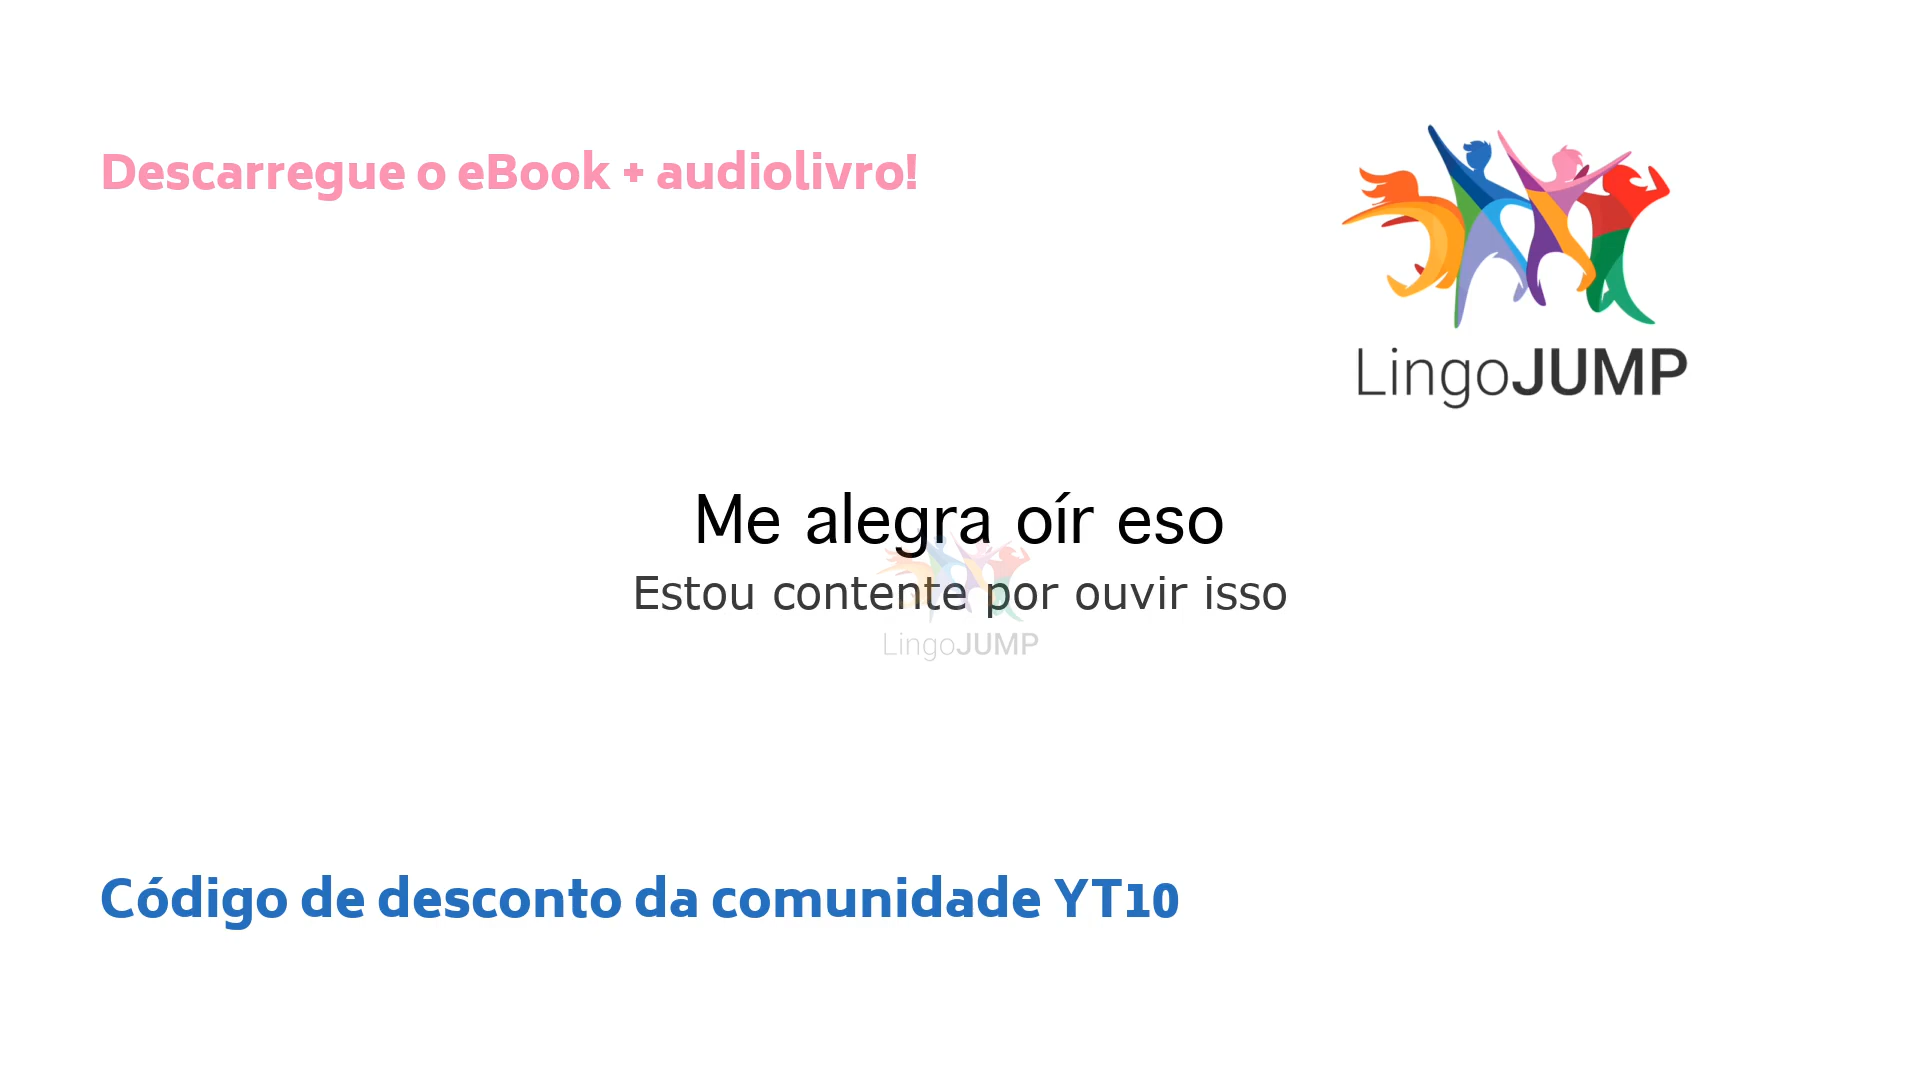 Descarregue o eBook + audiolivro!
LingoJUMP
Me alegra oír eso
Estou contente por ouvir isso
LingoJUMP
Código de desconto da comunidade YT10